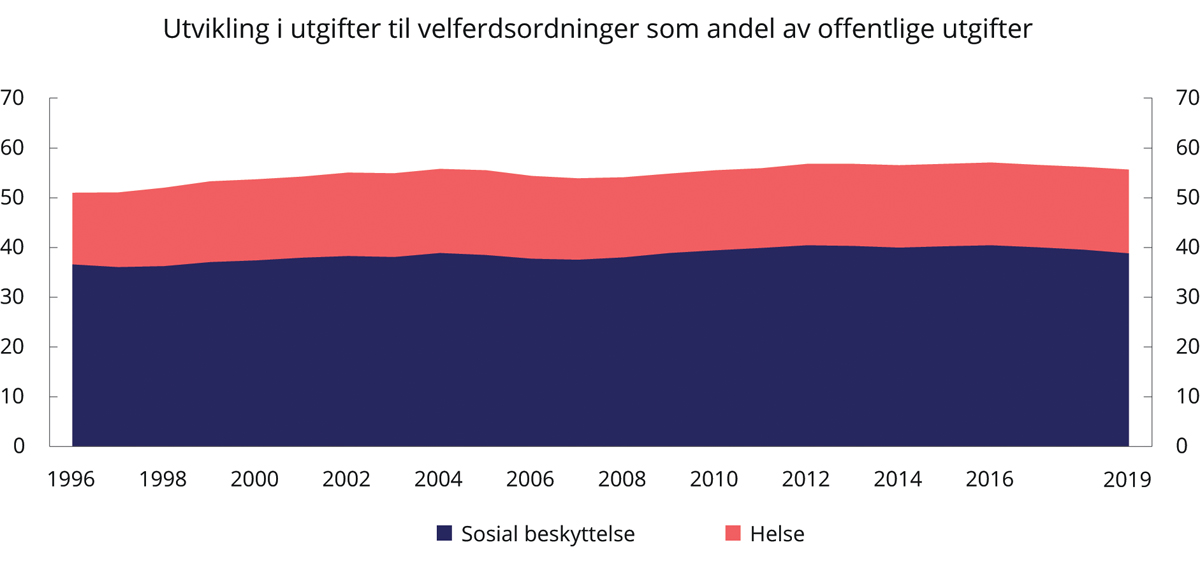 Utvikling i utgifter til velferdsordninger som andel av offentlige utgifter
70 70
60 60
50 50
40 40
30 30
20 20
10 10
0 0
1996 1998 2000 2002 2004 2006 2008 2010 2012 2014 2016 2019
Sosial beskyttelse Helse